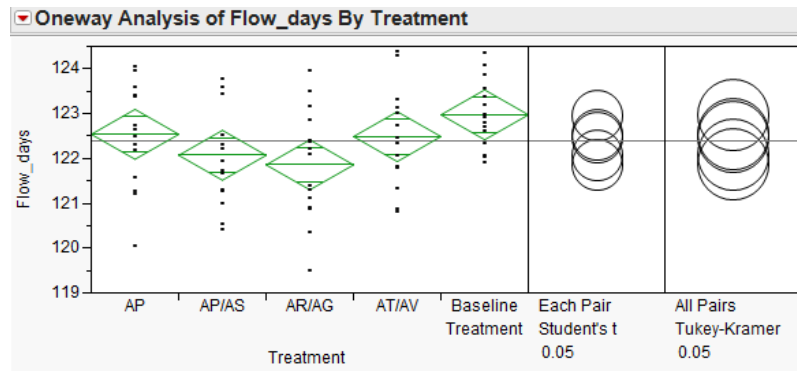 Oneway Analysis of Flow_days By Treatment
124
123
122
121
120
119
Flow_days
AP AP/AS AR/AG AT/AV Baseline Treatment
Treatment
Each Pair
Student's t
0.05
All Pairs
Tukey-Kramer
0.05